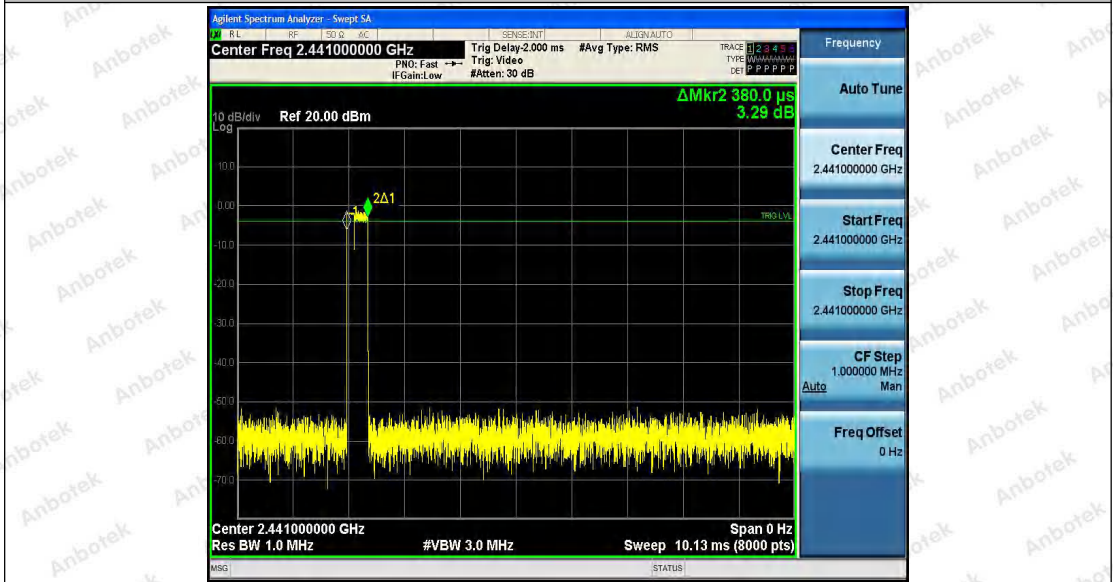 Agilent Spectrum Analyzer - Swept SA
RL RF 50 Ω AC SENSE:INT ALIGNAUTO
Center Freq 2.441000000 GHz
PNO: Fast
IFGain:Low
Trig Delay-2.000 ms
Trig: Video
#Atten: 30 dB
#Avg Type: RMS
TRACE 1 2 3 4 5 6
TYPE
DET P P P P P P
ΔMkr2 380.0 µs
3.29 dB
10 dB/div
Log
Ref 20.00 dBm
10.0
0.00
-10.0
-20.0
-30.0
-40.0
-50.0
-60.0
-70.0
1
2Δ1
TRIG LVL
Center 2.441000000 GHz
Span 0 Hz
Res BW 1.0 MHz
#VBW 3.0 MHz
Sweep 10.13 ms (8000 pts)
MSG
STATUS
Frequency
Auto Tune
Center Freq
2.441000000 GHz
Start Freq
2.441000000 GHz
Stop Freq
2.441000000 GHz
CF Step
1.000000 MHz
Auto Man
Freq Offset
0 Hz
Anbotek